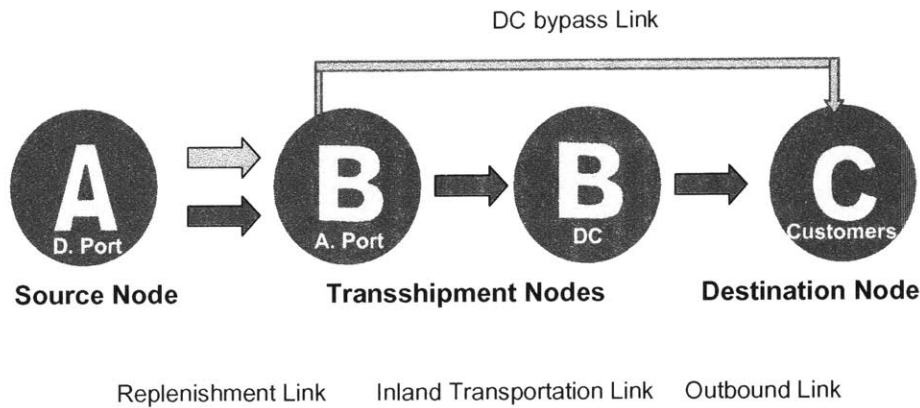 DC bypass Link
A
D. Port
B
A. Port
B
DC
C
Customers
Source Node
Transshipment Nodes
Destination Node
Replenishment Link
Inland Transportation Link
Outbound Link